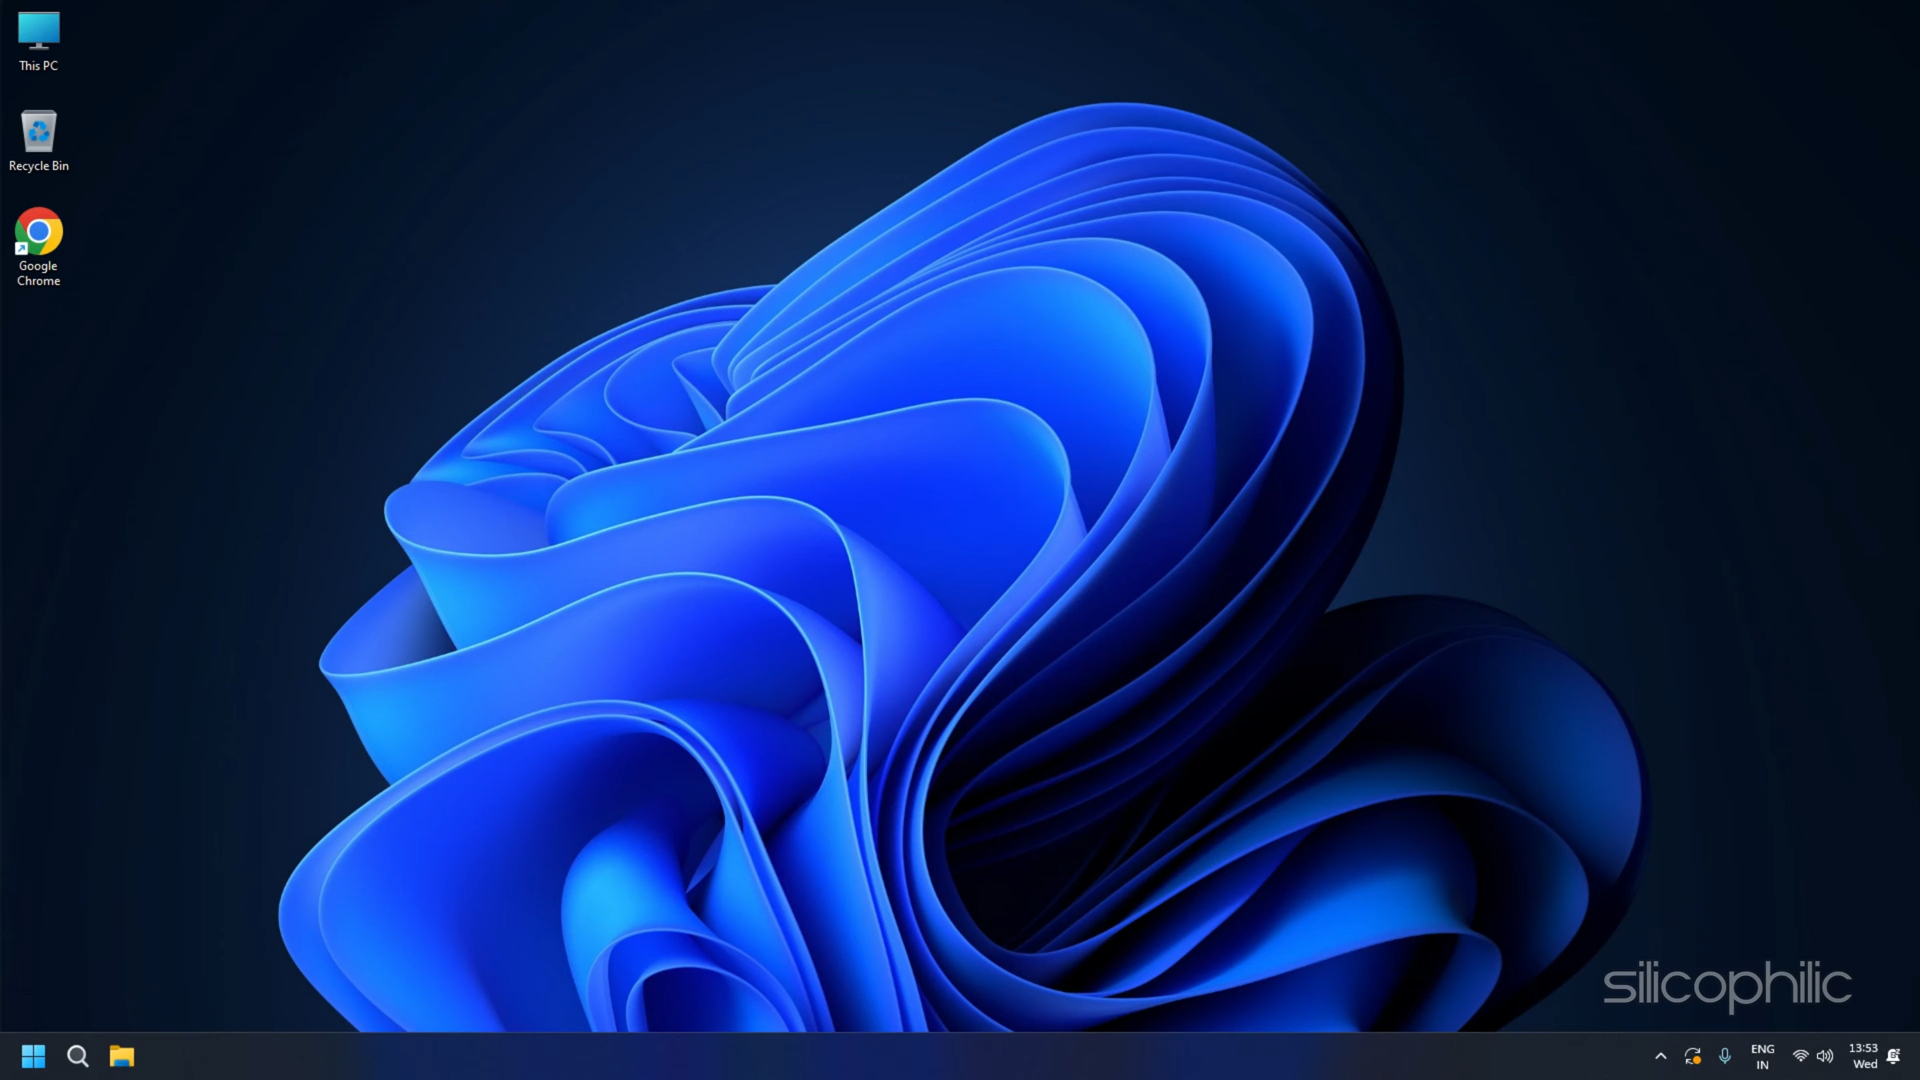 This PC
Recycle Bin
Google
Chrome
silicophilic
ENG
IN
13:53
Wed